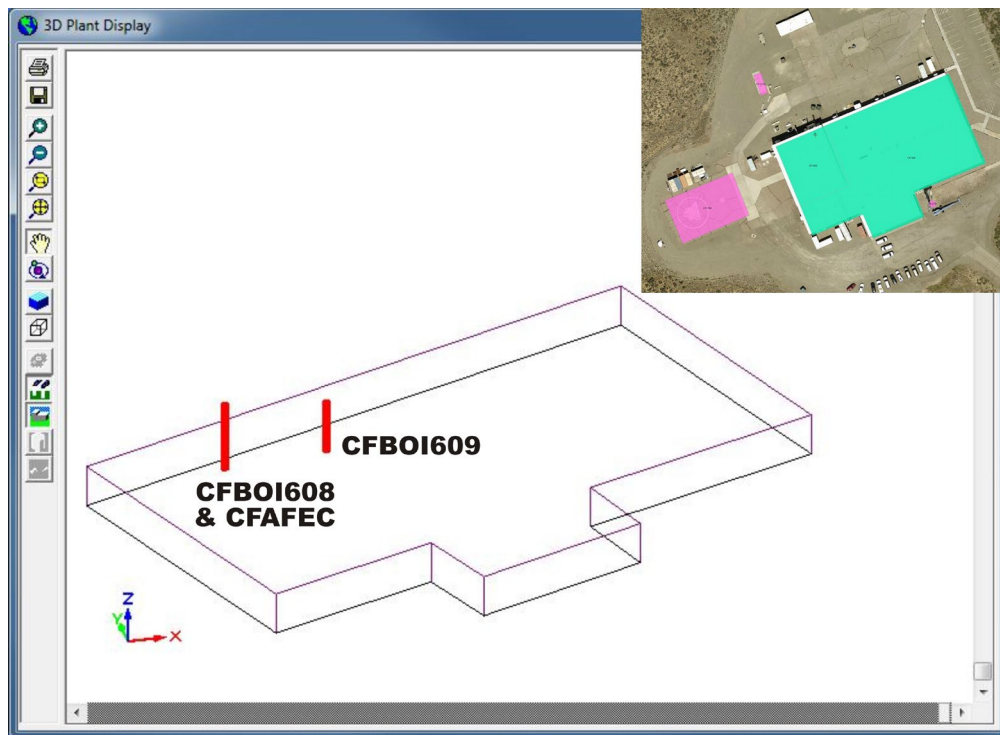 3D Plant Display
CFBOI609
CFBOI608
& CFAFEC
Z
Y
X